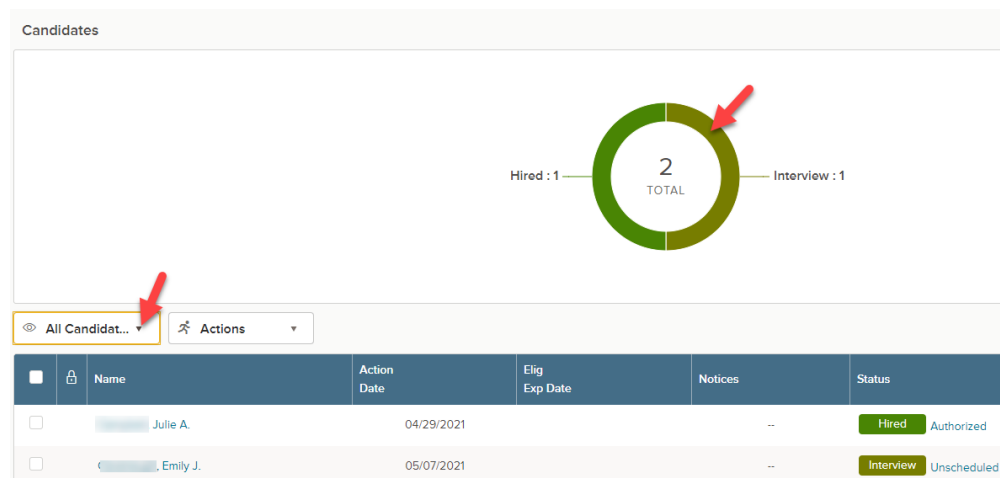 Candidates
Hired : 1
2
TOTAL
Interview : 1
All Candidat...
Actions
Name
Action
Date
Elig
Exp Date
Notices
Status
Julie A.
04/29/2021
--
Hired
Authorized
, Emily J.
05/07/2021
--
Interview
Unscheduled